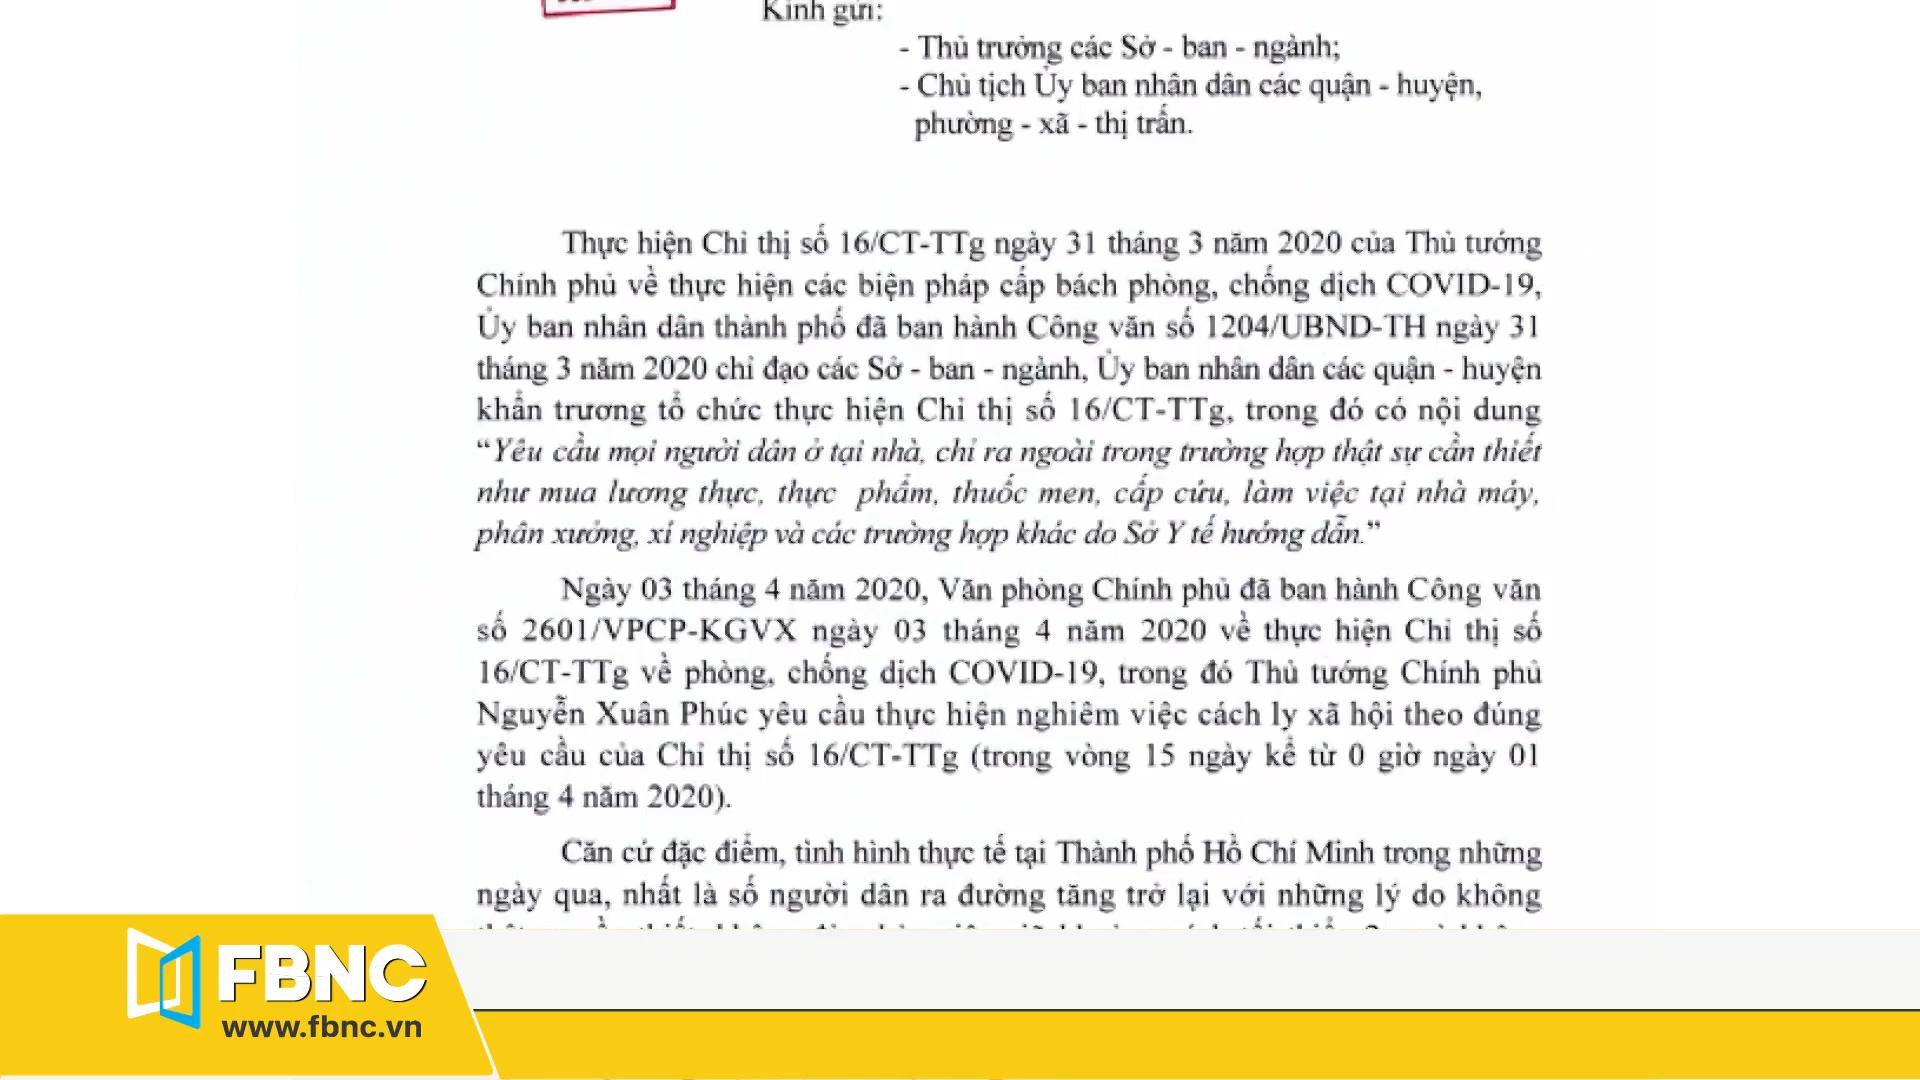 Kính gửi:
- Thủ trưởng các Sở - ban - ngành;
- Chủ tịch Ủy ban nhân dân các quận - huyện,
phường - xã - thị trấn.
Thực hiện Chỉ thị số 16/CT-TTg ngày 31 tháng 3 năm 2020 của Thủ tướng
Chính phủ về thực hiện các biện pháp cấp bách phòng, chống dịch COVID-19,
Ủy ban nhân dân thành phố đã ban hành Công văn số 1204/UBND-TH ngày 31
tháng 3 năm 2020 chỉ đạo các Sở - ban - ngành, Ủy ban nhân dân các quận - huyện
khẩn trương tổ chức thực hiện Chỉ thị số 16/CT-TTg, trong đó có nội dung
“Yêu cầu mọi người dân ở tại nhà, chỉ ra ngoài trong trường hợp thật sự cần thiết
như mua lương thực, thực phẩm, thuốc men, cấp cứu, làm việc tại nhà máy,
phân xưởng, xí nghiệp và các trường hợp khác do Sở Y tế hướng dẫn.”
Ngày 03 tháng 4 năm 2020, Văn phòng Chính phủ đã ban hành Công văn
số 2601/VPCP-KGVX ngày 03 tháng 4 năm 2020 về thực hiện Chỉ thị số
16/CT-TTg về phòng, chống dịch COVID-19, trong đó Thủ tướng Chính phủ
Nguyễn Xuân Phúc yêu cầu thực hiện nghiêm việc cách ly xã hội theo đúng
yêu cầu của Chỉ thị số 16/CT-TTg (trong vòng 15 ngày kể từ 0 giờ ngày 01
tháng 4 năm 2020).
Căn cứ đặc điểm, tình hình thực tế tại Thành phố Hồ Chí Minh trong những
ngày qua, nhất là số người dân ra đường tăng trở lại với những lý do không
FBNC
www.fbnc.vn